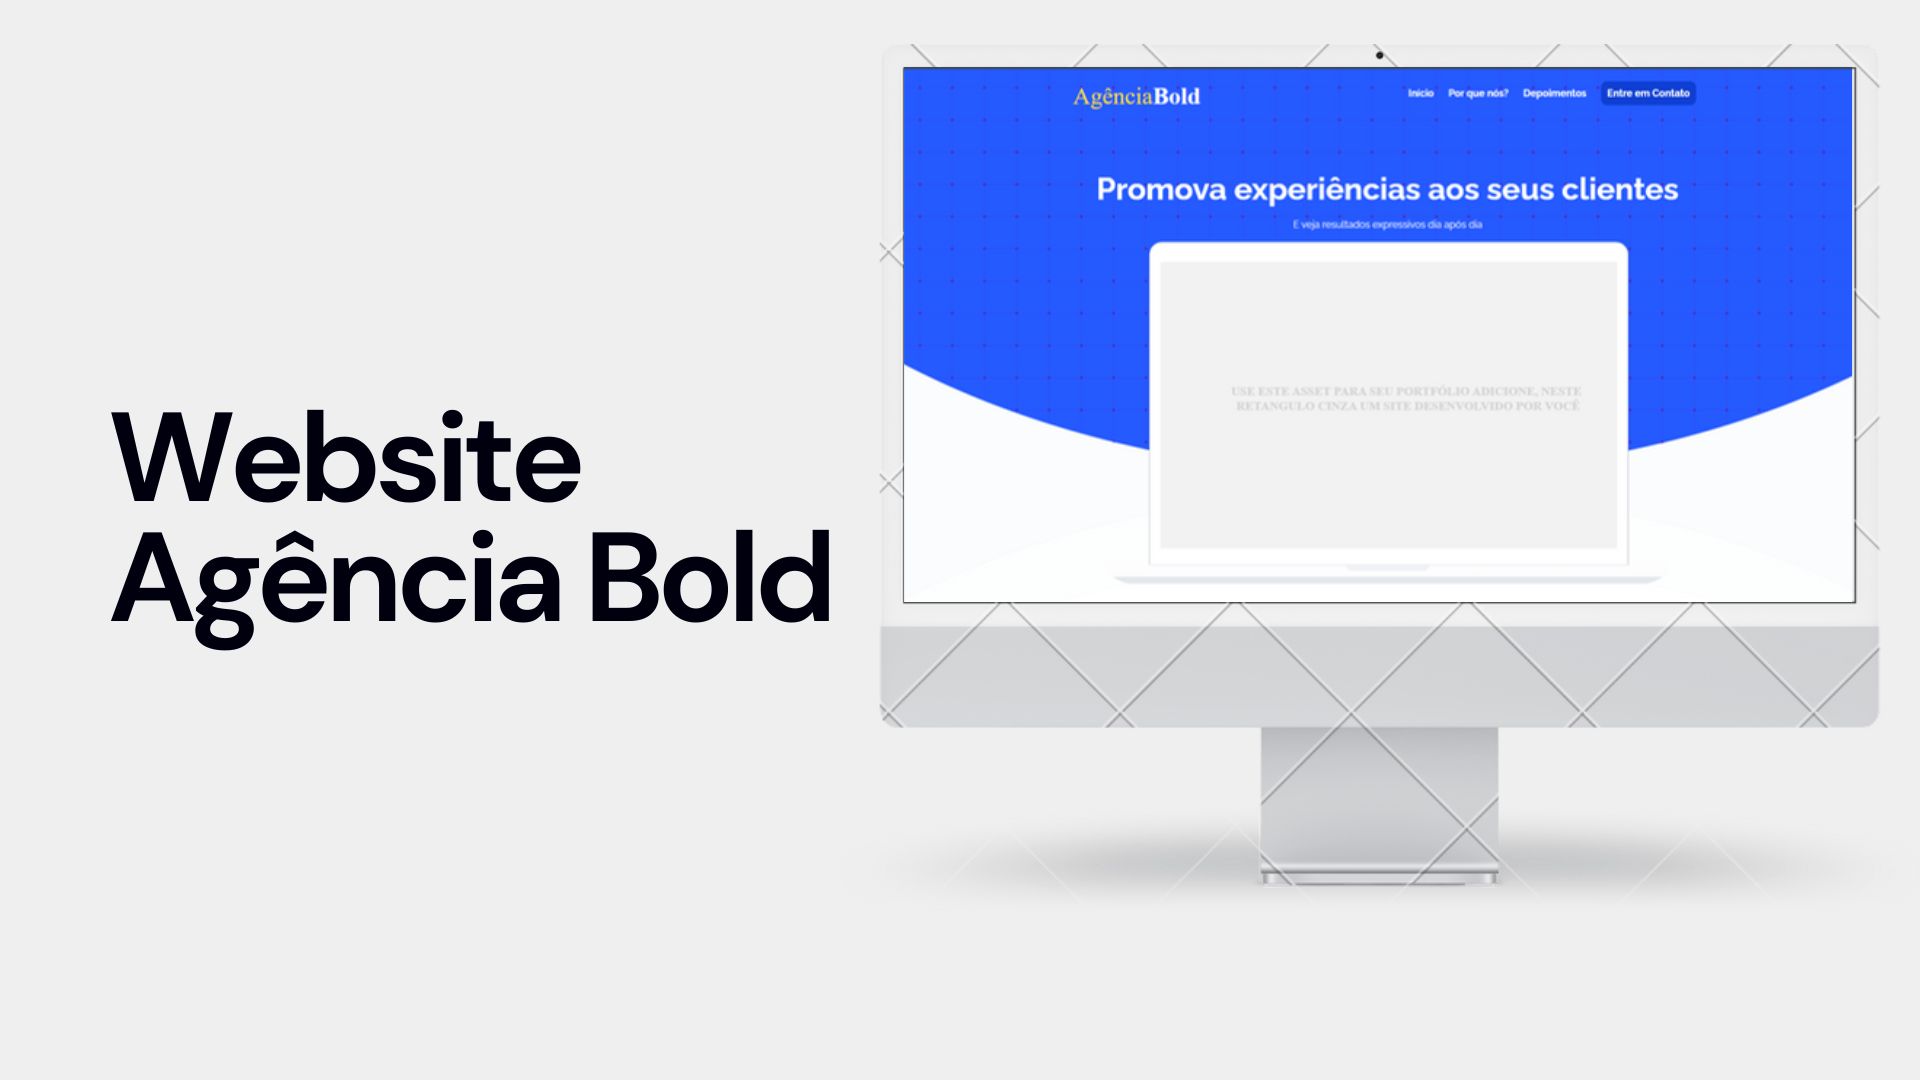 Website
Agência Bold
AgênciaBold
Início Por que nós? Depoimentos Entre em Contato
Promova experiências aos seus clientes
E veja resultados expressivos dia após dia
USE ESTE ASSET PARA SEU PORTFÓLIO ADICIONE, NESTE
RETANGULO CINZA UM SITE DESENVOLVIDO POR VOCÊ